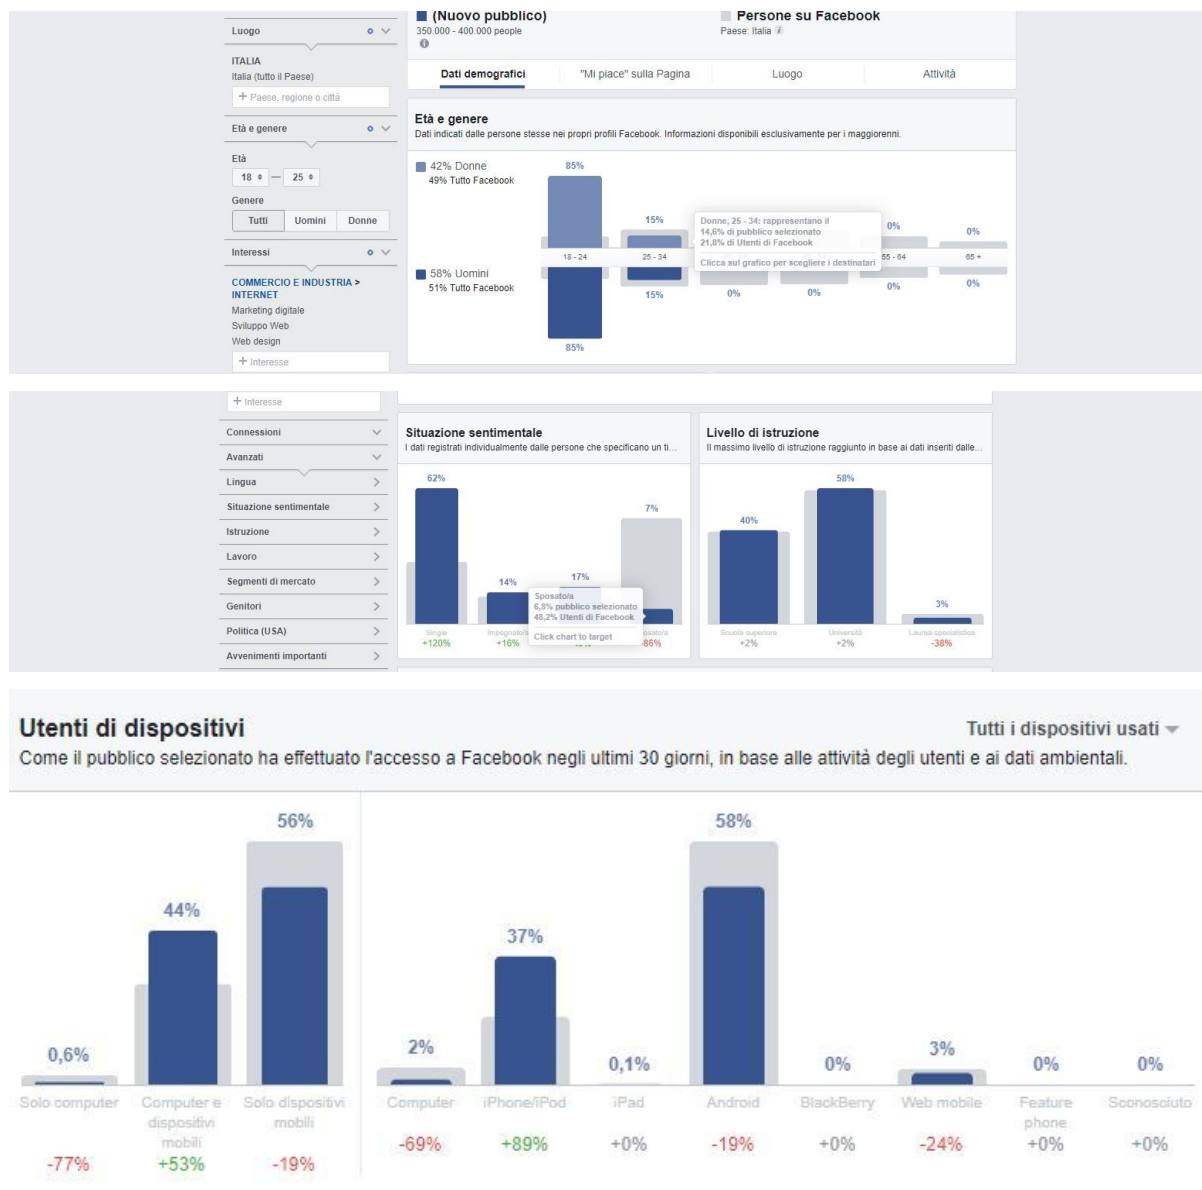 (Nuovo pubblico)
350.000 - 400.000 people
Persone su Facebook
Paese: Italia
Luogo
ITALIA
Italia (tutto il Paese)
+ Paese, regione o città
Età e genere
Età
18 — 25
Genere
Tutti Uomini Donne
Interessi
COMMERCIO E INDUSTRIA >
INTERNET
Marketing digitale
Sviluppo Web
Web design
+ Interesse
Dati demografici "Mi piace" sulla Pagina Luogo Attività
Età e genere
Dati indicati dalle persone stesse nei propri profili Facebook. Informazioni disponibili esclusivamente per i maggiorenni.
42% Donne
49% Tutto Facebook
85% 15% 0% 0%
Donne, 25 - 34: rappresentano il
14,6% di pubblico selezionato
21,8% di Utenti di Facebook
Clicca sul grafico per scegliere i destinatari
18 - 24 25 - 34 55 - 64 65 +
58% Uomini
51% Tutto Facebook
85% 15% 0% 0% 0% 0%
+ Interesse
Connessioni
Avanzati
Lingua
Situazione sentimentale
Istruzione
Lavoro
Segmenti di mercato
Genitori
Politica (USA)
Avvenimenti importanti
Situazione sentimentale
I dati registrati individualmente dalle persone che specificano un ti...
62% 14% 17% 7%
Sposato/a
6,8% pubblico selezionato
48,2% Utenti di Facebook
Click chart to target
Single Impegnato/a
+120% +16% -86%
Livello di istruzione
Il massimo livello di istruzione raggiunto in base ai dati inseriti dalle...
40% 58% 3%
Scuola superiore Università Laurea specialistica
+2% +2% -38%
Utenti di dispositivi
Tutti i dispositivi usati
Come il pubblico selezionato ha effettuato l'accesso a Facebook negli ultimi 30 giorni, in base alle attività degli utenti e ai dati ambientali.
0,6% 44% 56%
Solo computer Computer e dispositivi mobili Solo dispositivi mobili
-77% +53% -19%
2% 37% 0,1% 58% 0% 3% 0% 0%
Computer iPhone/iPod iPad Android BlackBerry Web mobile Feature phone Sconosciuto
-69% +89% +0% -19% +0% -24% +0% +0%